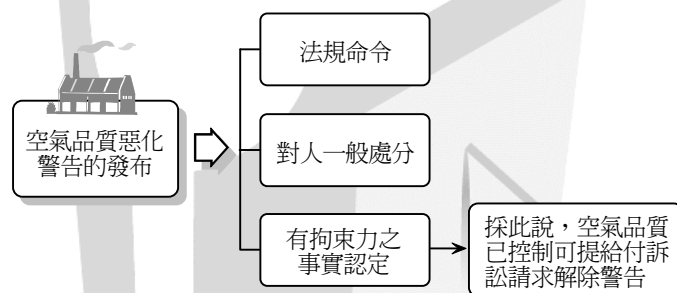 空氣品質惡化
警告的發布
法規命令
對人一般處分
有拘束力之
事實認定
採此說，空氣品質
已控制可提給付訴
訟請求解除警告